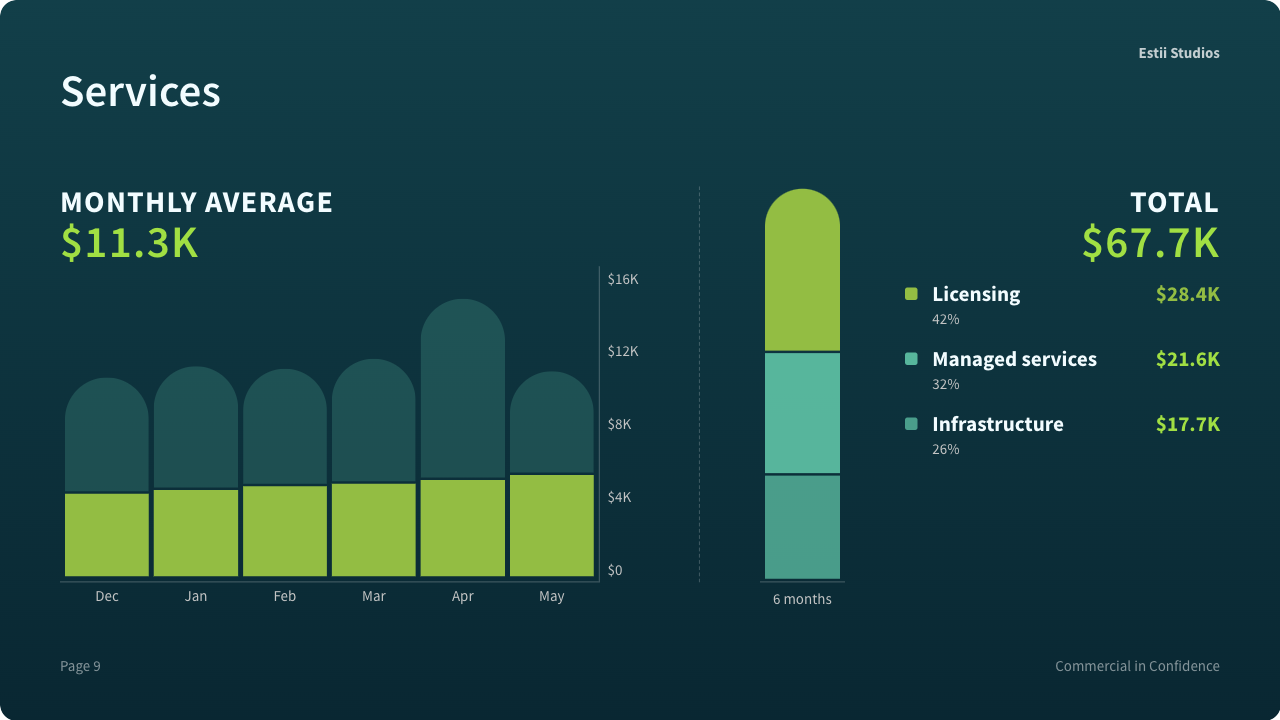 Estii Studios
Services
MONTHLY AVERAGE
$11.3K
$16K
$12K
$8K
$4K
$0
Dec Jan Feb Mar Apr May
6 months
TOTAL
$67.7K
Licensing $28.4K
42%
Managed services $21.6K
32%
Infrastructure $17.7K
26%
Page 9
Commercial in Confidence